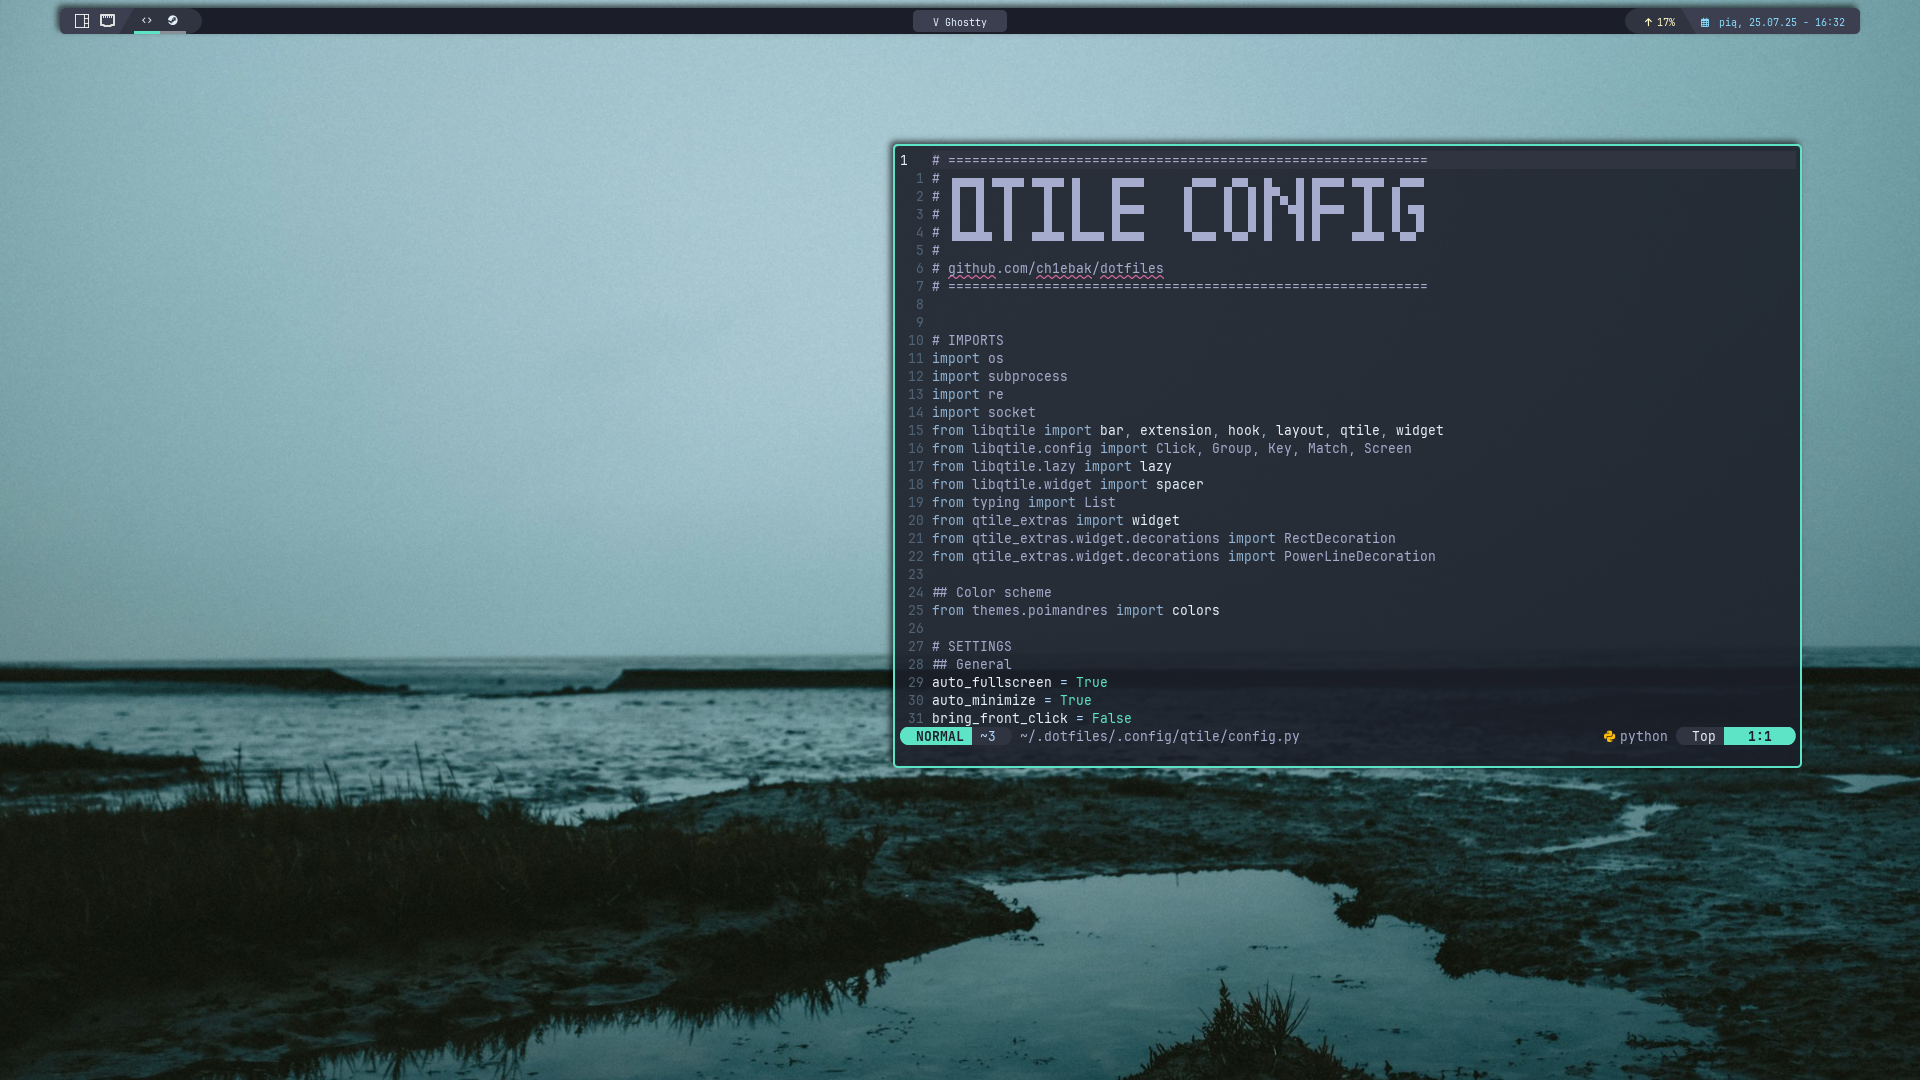 V Ghostty
17%
pią, 25.07.25 - 16:32
1 # ============================================================
1 #
2 # QTILE CONFIG
3 #
4 #
5 #
6 # github.com/ch1ebak/dotfiles
7 # ============================================================
8
9
10 # IMPORTS
11 import os
12 import subprocess
13 import re
14 import socket
15 from libqtile import bar, extension, hook, layout, qtile, widget
16 from libqtile.config import Click, Group, Key, Match, Screen
17 from libqtile.lazy import lazy
18 from libqtile.widget import spacer
19 from typing import List
20 from qtile_extras import widget
21 from qtile_extras.widget.decorations import RectDecoration
22 from qtile_extras.widget.decorations import PowerLineDecoration
23
24 ## Color scheme
25 from themes.poimandres import colors
26
27 # SETTINGS
28 ## General
29 auto_fullscreen = True
30 auto_minimize = True
31 bring_front_click = False
NORMAL ~3 ~/.dotfiles/.config/qtile/config.py python Top 1:1